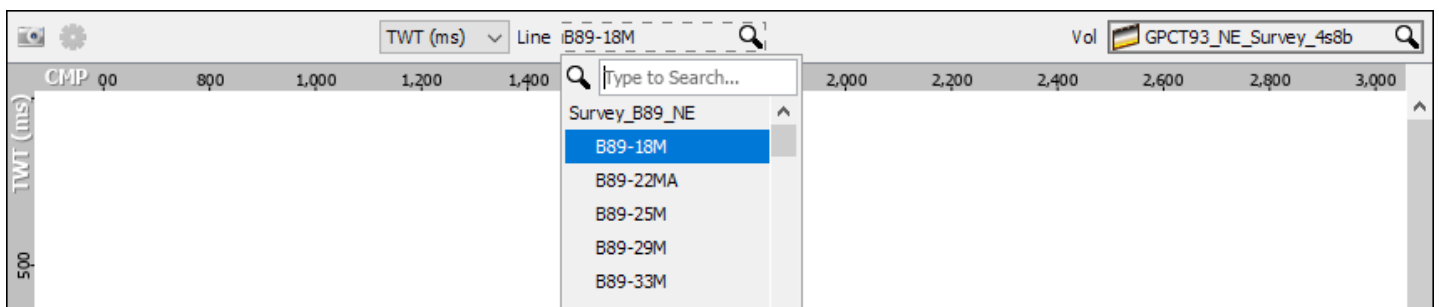 TWT (ms) Line B89-18M Vol GPCT93_NE_Survey_4s8b
CMP 00 800 1,000 1,200 1,400 2,000 2,200 2,400 2,600 2,800 3,000
Type to Search...
TWT (ms)
Survey_B89_NE
B89-18M
B89-22MA
B89-25M
B89-29M
500
B89-33M